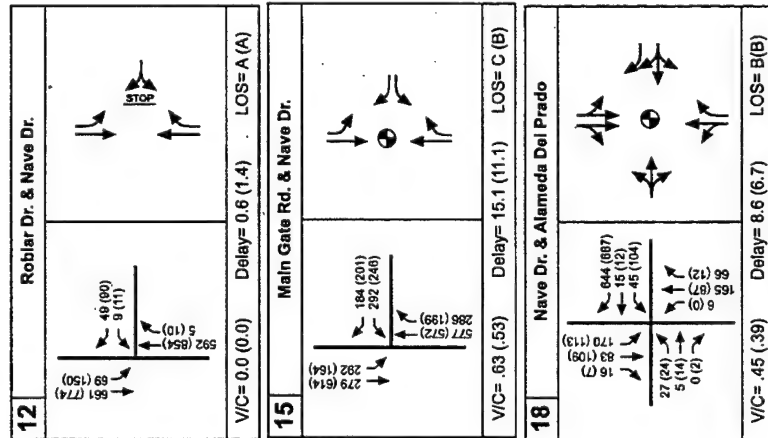 12
Roblar Dr. & Nave Dr.
661 (774)
69 (150)
49 (90)
9 (11)
592 (854)
5 (10)
STOP
V/C= 0.0 (0.0)
Delay= 0.6 (1.4)
LOS= A (A)
15
Main Gate Rd. & Nave Dr.
279 (614)
292 (164)
184 (201)
292 (246)
577 (572)
286 (199)
V/C= .63 (.53)
Delay= 15.1 (11.1)
LOS= C (B)
18
Nave Dr. & Alameda Del Prado
16 (7)
83 (109)
170 (113)
644 (687)
15 (12)
45 (104)
27 (24)
5 (14)
0 (2)
6 (0)
165 (87)
66 (12)
V/C= .45 (.39)
Delay= 8.6 (6.7)
LOS= B(B)